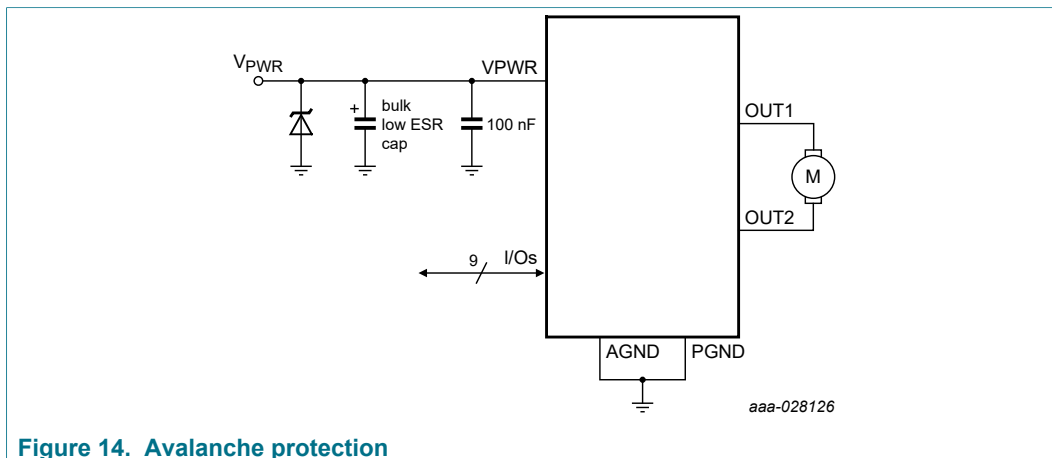 VPWR
VPWR
+
bulk
low ESR
cap
100 nF
OUT1
M
OUT2
9
I/Os
AGND
PGND
aaa-028126
Figure 14. Avalanche protection